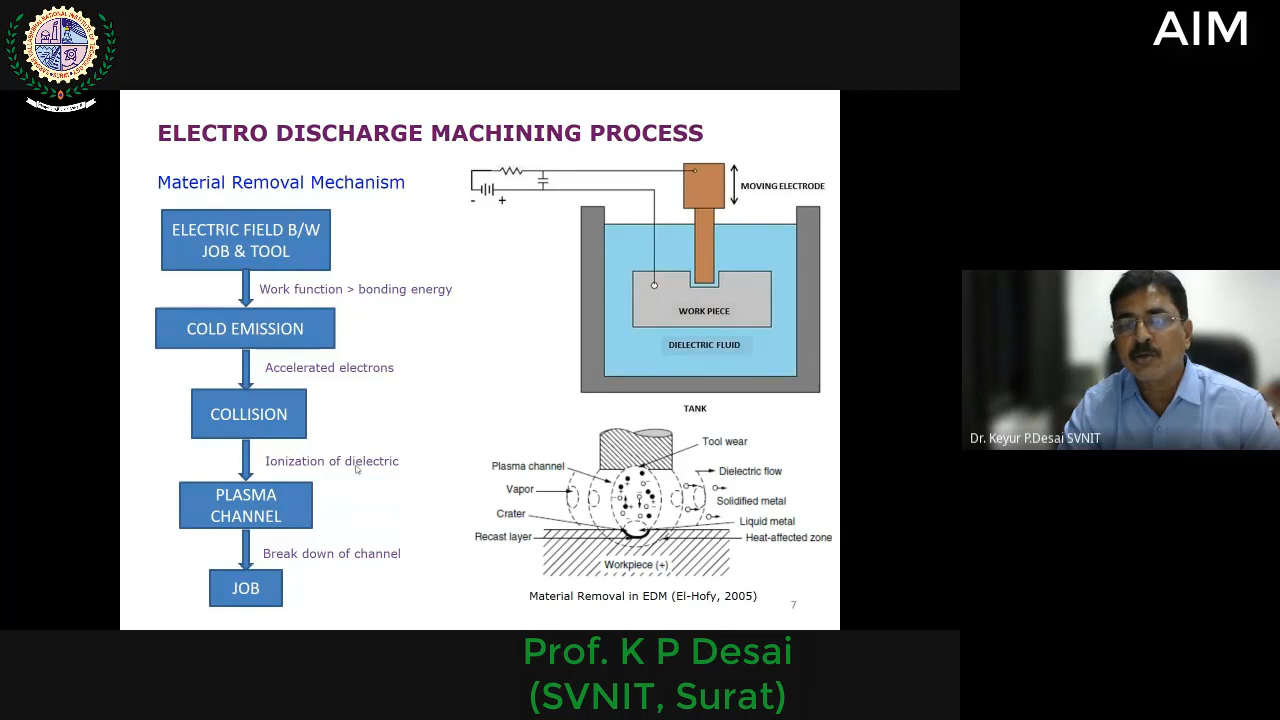 AIM
ELECTRO DISCHARGE MACHINING PROCESS
Material Removal Mechanism
ELECTRIC FIELD B/W
JOB & TOOL
Work function > bonding energy
COLD EMISSION
Accelerated electrons
COLLISION
Ionization of dielectric
PLASMA
CHANNEL
Break down of channel
JOB
- +
MOVING ELECTRODE
WORK PIECE
DIELECTRIC FLUID
TANK
Tool wear
Plasma channel
Dielectric flow
Vapor
Solidified metal
Crater
Liquid metal
Recast layer
Heat-affected zone
Workpiece (+)
Material Removal in EDM (El-Hofy, 2005)
7
Dr. Keyur P.Desai SVNIT
Prof. K P Desai
(SVNIT, Surat)